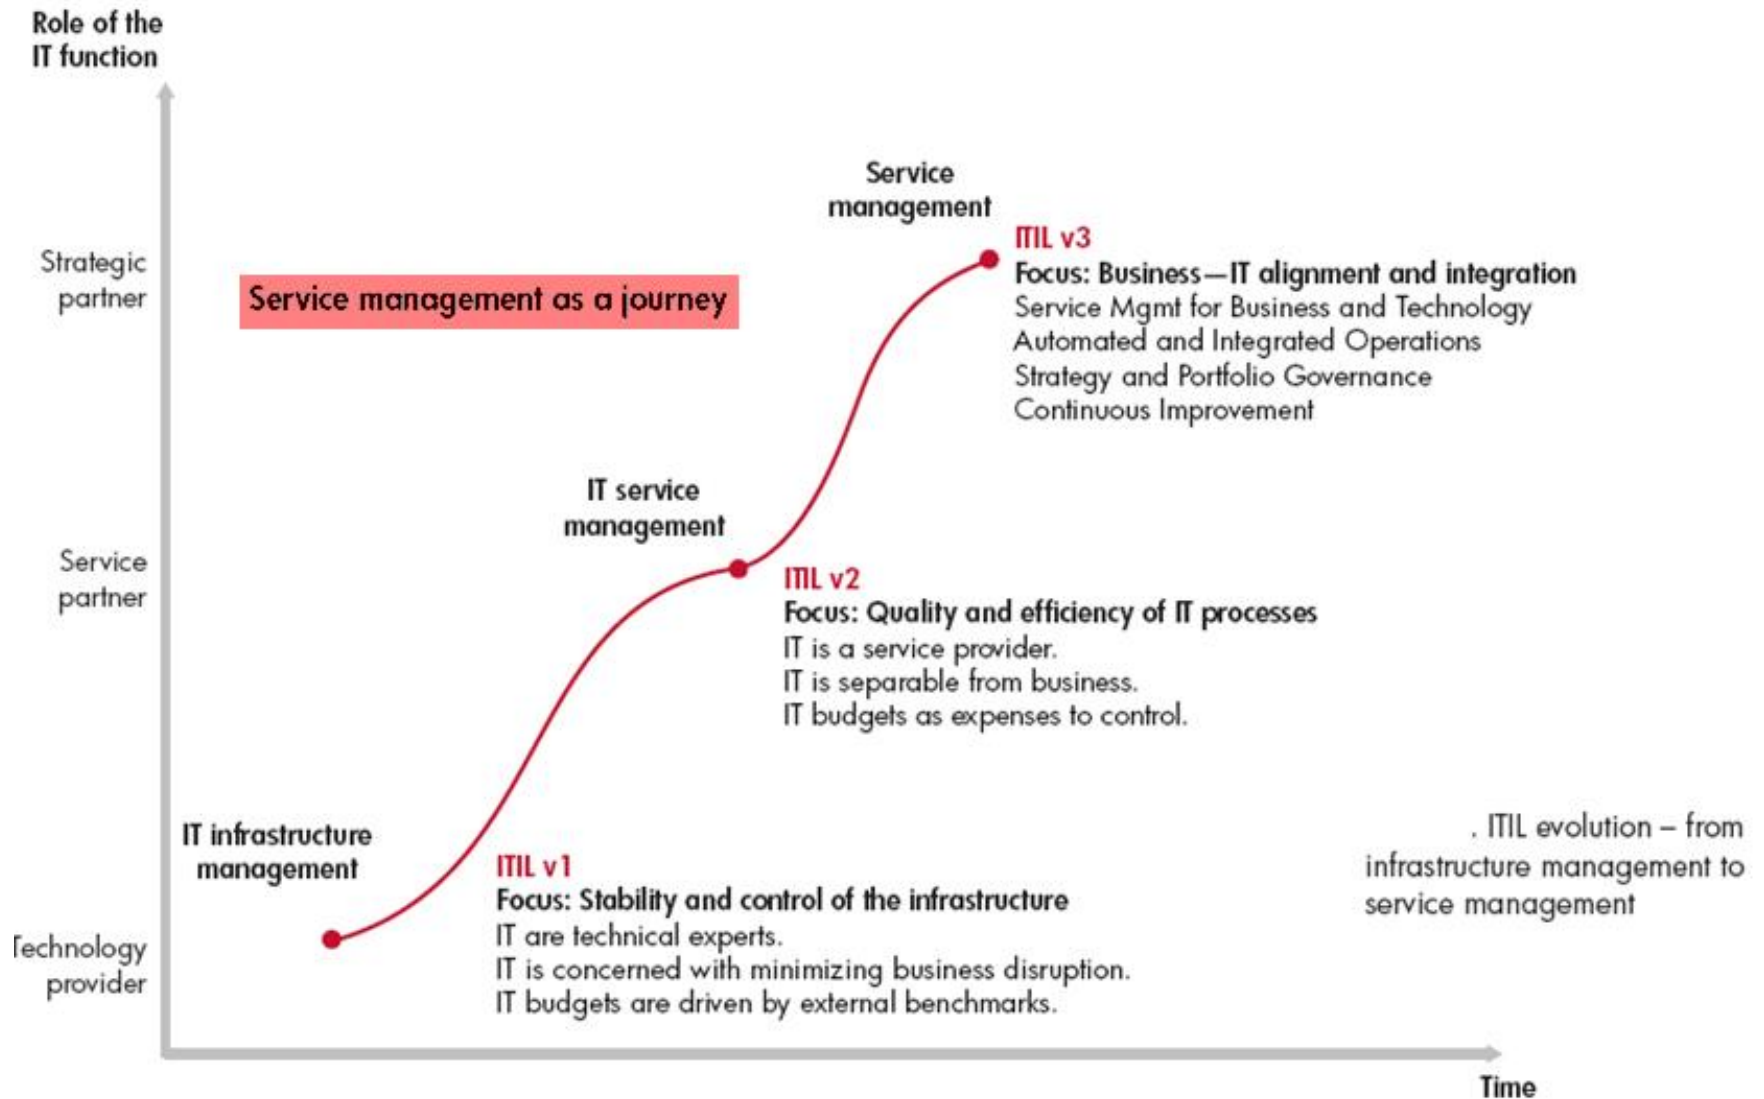 Role of the
IT function
Service
management
ITIL v3
Focus: Business—IT alignment and integration
Service Mgmt for Business and Technology
Automated and Integrated Operations
Strategy and Portfolio Governance
Continuous Improvement
Strategic
partner
Service management as a journey
IT service
management
ITIL v2
Focus: Quality and efficiency of IT processes
IT is a service provider.
IT is separable from business.
IT budgets as expenses to control.
Service
partner
IT infrastructure
management
ITIL v1
Focus: Stability and control of the infrastructure
IT are technical experts.
IT is concerned with minimizing business disruption.
IT budgets are driven by external benchmarks.
Technology
provider
. ITIL evolution – from
infrastructure management to
service management
Time